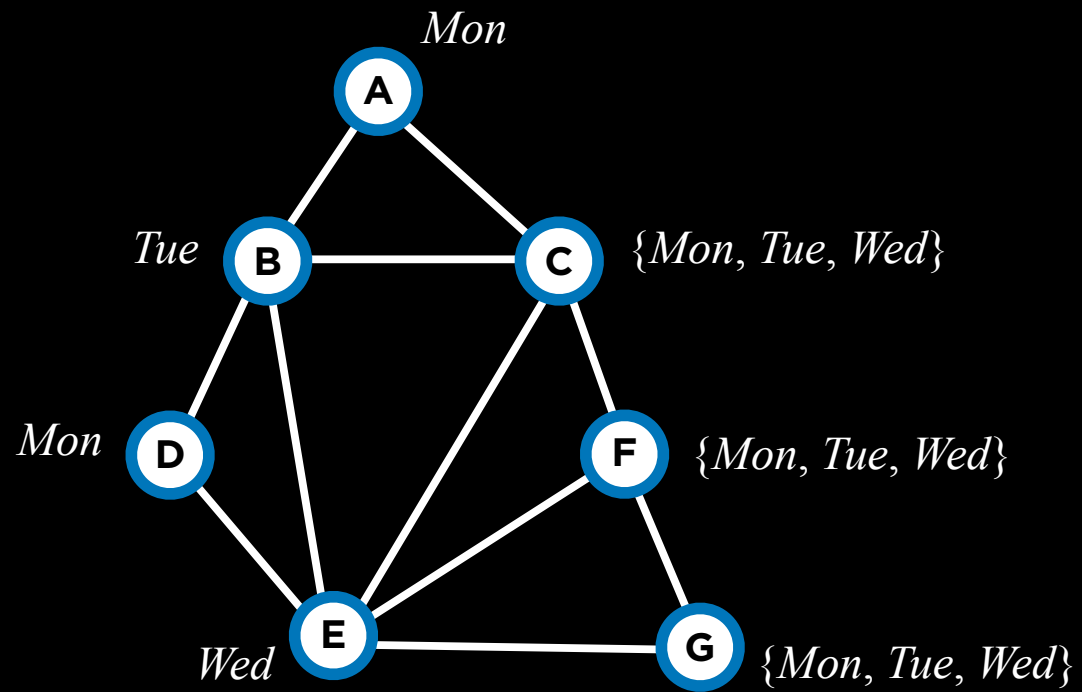 Mon
A
Tue
B
C
{Mon, Tue, Wed}
Mon
D
F
{Mon, Tue, Wed}
E
Wed
G
{Mon, Tue, Wed}